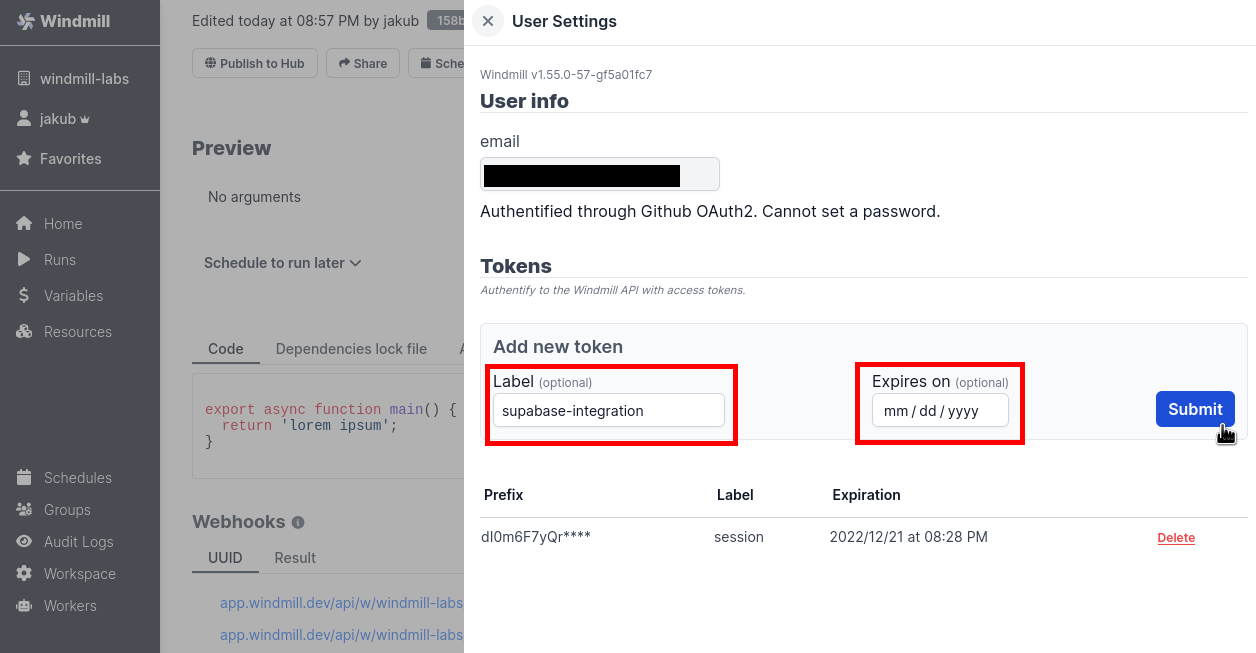 Windmill
windmill-labs
jakub
Favorites
Home
Runs
Variables
Resources
Schedules
Groups
Audit Logs
Workspace
Workers
Edited today at 08:57 PM by jakub 158b
Publish to Hub Share Sche
Preview
No arguments
Schedule to run later
Code Dependencies lock file A
export async function main() {
return 'lorem ipsum';
}
Webhooks
UUID Result
app.windmill.dev/api/w/windmill-labs
app.windmill.dev/api/w/windmill-labs
User Settings
Windmill v1.55.0-57-gf5a01fc7
User info
email
Authentified through Github OAuth2. Cannot set a password.
Tokens
Authentify to the Windmill API with access tokens.
Add new token
Label (optional) Expires on (optional)
supabase-integration mm / dd / yyyy Submit
Prefix Label Expiration
dI0m6F7yQr**** session 2022/12/21 at 08:28 PM Delete